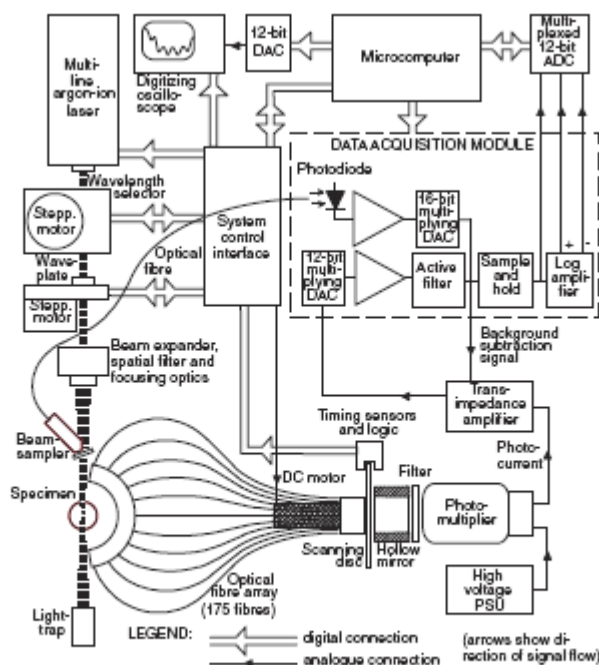 Multi-
line
argon-ion
laser
Digitizing
oscillo-
scope
12-bit
DAC
Microcomputer
Multi-
plexed
12-bit
ADC
DATA ACQUISITION MODULE
Photodiode
16-bit
multi-
plying
DAC
12-bit
multi-
plying
DAC
Active
filter
Sample
and
hold
+ -
Log
ampli-
fier
Wavelength
selector
Stepp.
motor
System
control
interface
Optical
fibre
Wave-
plate
Stepp.
motor
Background
subtraction
signal
Beam expander,
spatial filter and
focusing optics
Trans-
impedance
amplifier
Timing sensors
and logic
Beam-
sampler
Photo-
current
DC motor
Filter
Specimen
Photo-
multiplier
Scanning
disc
Hollow
mirror
Optical
fibre array
(175 fibres)
High
voltage
PSU
Light-
trap
LEGEND:
digital connection
analogue connection
(arrows show di-
rection of signal flow)